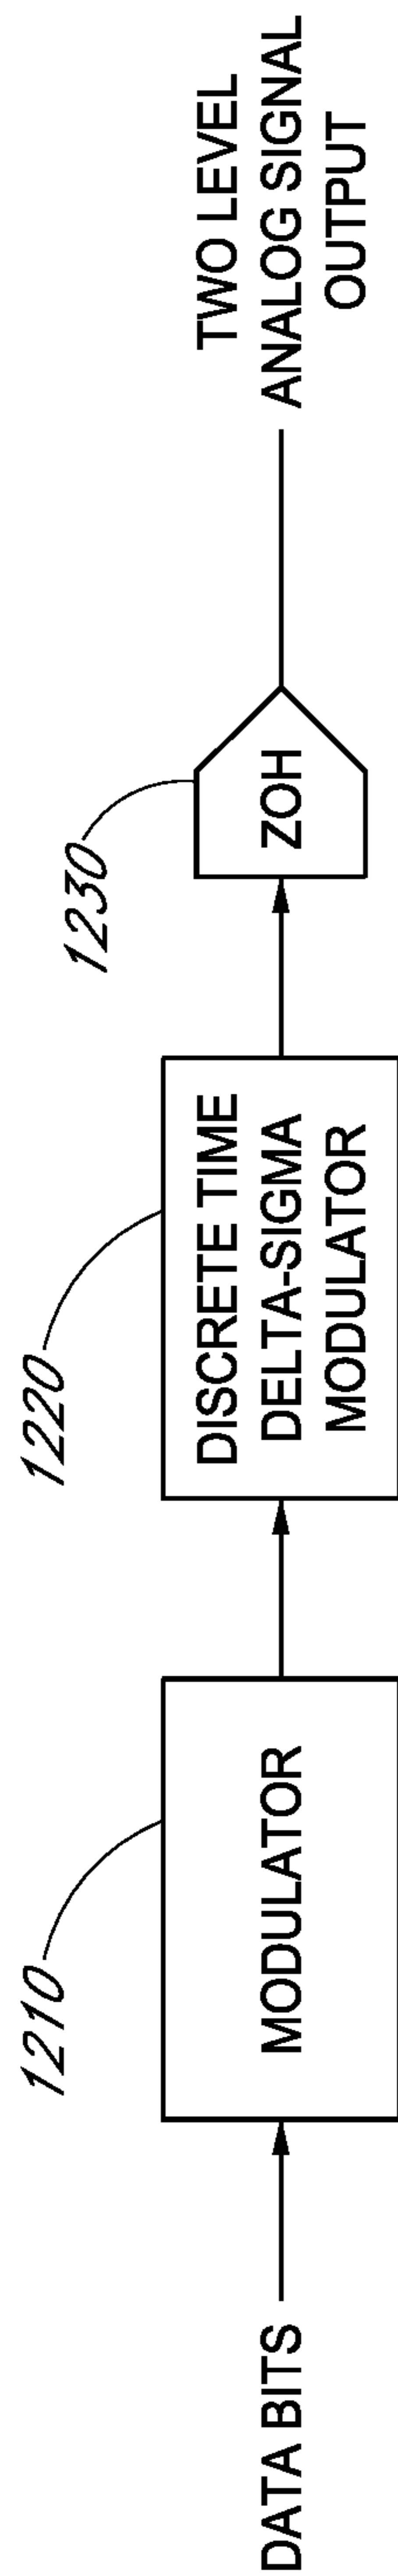 DATA BITS
1210
MODULATOR
1220
DISCRETE TIME
DELTA-SIGMA
MODULATOR
1230
ZOH
TWO LEVEL
ANALOG SIGNAL
OUTPUT